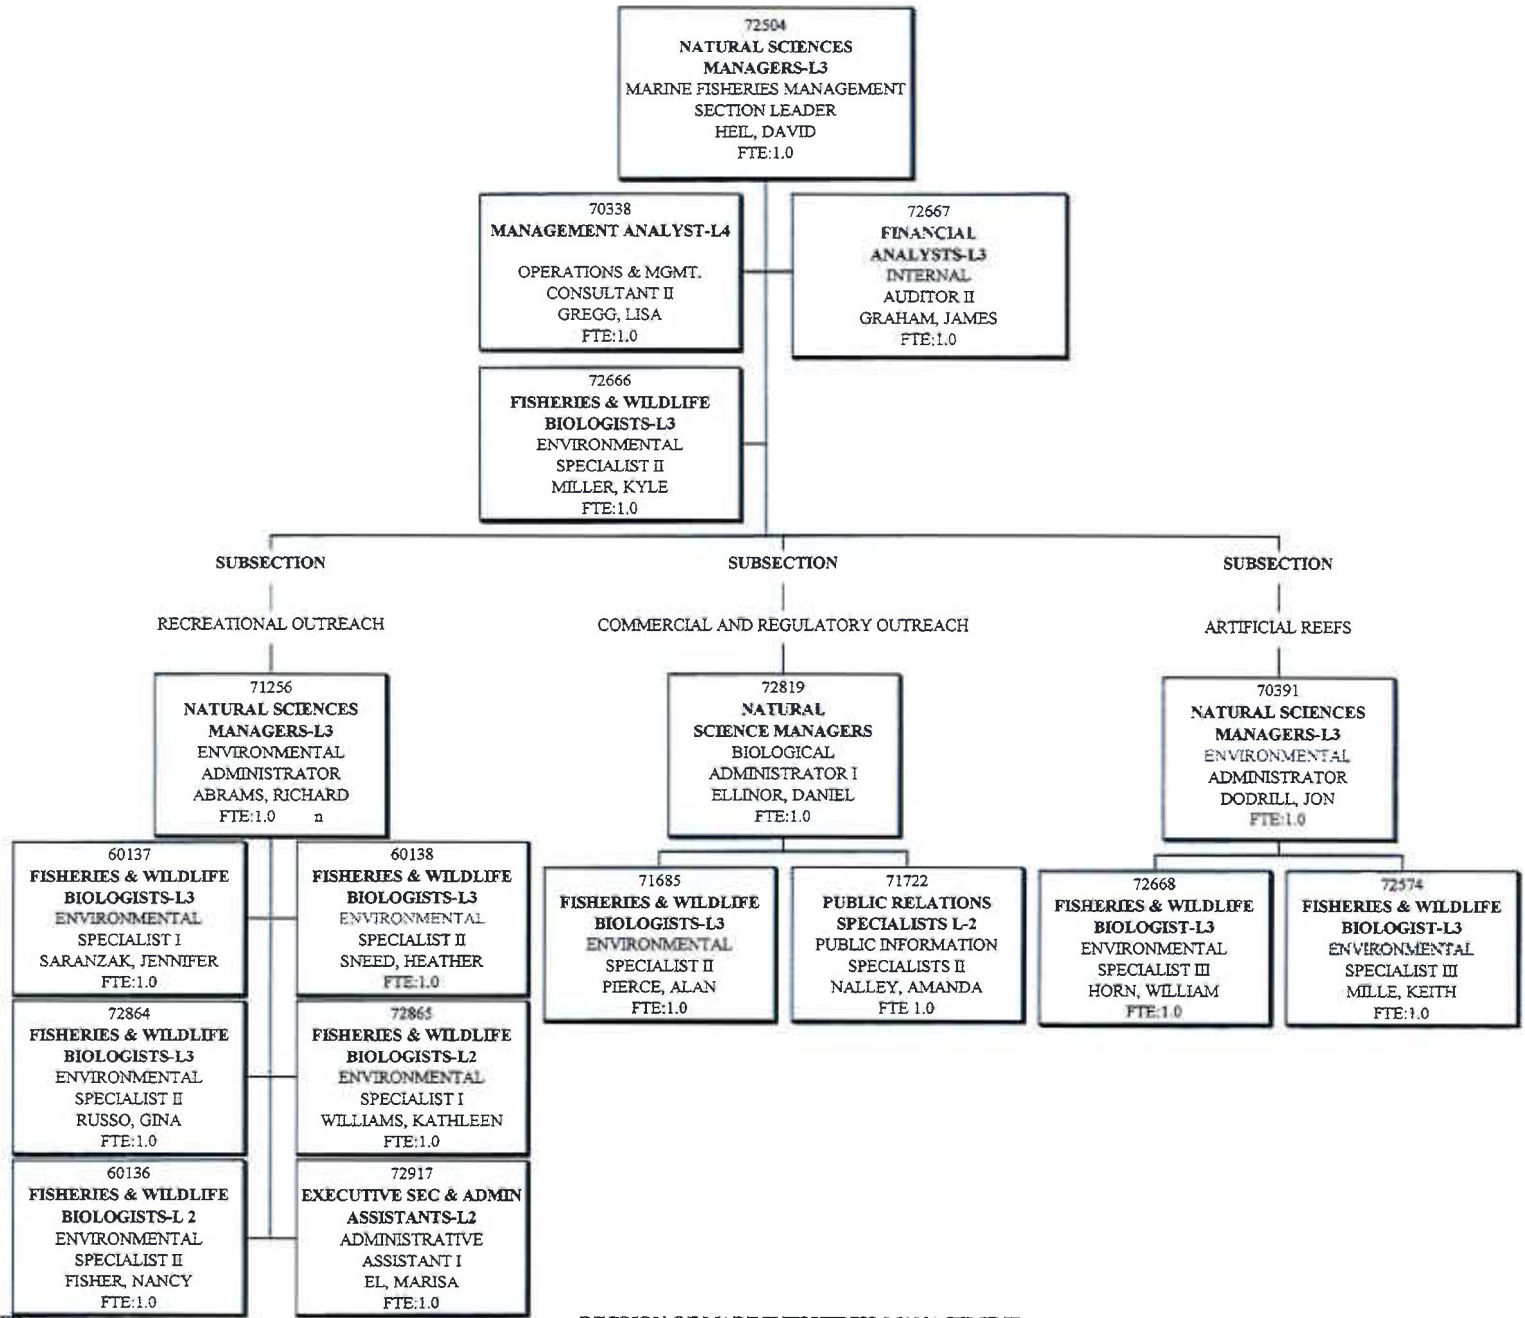 72504
NATURAL SCIENCES
MANAGERS-L3
MARINE FISHERIES MANAGEMENT
SECTION LEADER
HEIL, DAVID
FTE:1.0
70338
MANAGEMENT ANALYST-L4
OPERATIONS & MGMT.
CONSULTANT II
GREGG, LISA
FTE:1.0
72667
FINANCIAL
ANALYSTS-L3
INTERNAL
AUDITOR II
GRAHAM, JAMES
FTE:1.0
72666
FISHERIES & WILDLIFE
BIOLOGISTS-L3
ENVIRONMENTAL
SPECIALIST II
MILLER, KYLE
FTE:1.0
SUBSECTION
RECREATIONAL OUTREACH
71256
NATURAL SCIENCES
MANAGERS-L3
ENVIRONMENTAL
ADMINISTRATOR
ABRAMS, RICHARD
FTE:1.0 n
60137
FISHERIES & WILDLIFE
BIOLOGISTS-L3
ENVIRONMENTAL
SPECIALIST I
SARANZAK, JENNIFER
FTE:1.0
60138
FISHERIES & WILDLIFE
BIOLOGISTS-L3
ENVIRONMENTAL
SPECIALIST II
SNEED, HEATHER
FTE:1.0
72864
FISHERIES & WILDLIFE
BIOLOGISTS-L3
ENVIRONMENTAL
SPECIALIST II
RUSSO, GINA
FTE:1.0
72865
FISHERIES & WILDLIFE
BIOLOGISTS-L2
ENVIRONMENTAL
SPECIALIST I
WILLIAMS, KATHLEEN
FTE:1.0
60136
FISHERIES & WILDLIFE
BIOLOGISTS-L 2
ENVIRONMENTAL
SPECIALIST II
FISHER, NANCY
FTE:1.0
72917
EXECUTIVE SEC & ADMIN
ASSISTANTS-L2
ADMINISTRATIVE
ASSISTANT I
EL, MARISA
FTE:1.0
SUBSECTION
COMMERCIAL AND REGULATORY OUTREACH
72819
NATURAL
SCIENCE MANAGERS
BIOLOGICAL
ADMINISTRATOR I
ELLINOR, DANIEL
FTE:1.0
71685
FISHERIES & WILDLIFE
BIOLOGISTS-L3
ENVIRONMENTAL
SPECIALIST II
PIERCE, ALAN
FTE:1.0
71722
PUBLIC RELATIONS
SPECIALISTS L-2
PUBLIC INFORMATION
SPECIALISTS II
NALLEY, AMANDA
FTE 1.0
SUBSECTION
ARTIFICIAL REEFS
70391
NATURAL SCIENCES
MANAGERS-L3
ENVIRONMENTAL
ADMINISTRATOR
DODRILL, JON
FTE:1.0
72668
FISHERIES & WILDLIFE
BIOLOGIST-L3
ENVIRONMENTAL
SPECIALIST III
HORN, WILLIAM
FTE:1.0
72574
FISHERIES & WILDLIFE
BIOLOGIST-L3
ENVIRONMENTAL
SPECIALIST III
MILLE, KEITH
FTE:1.0